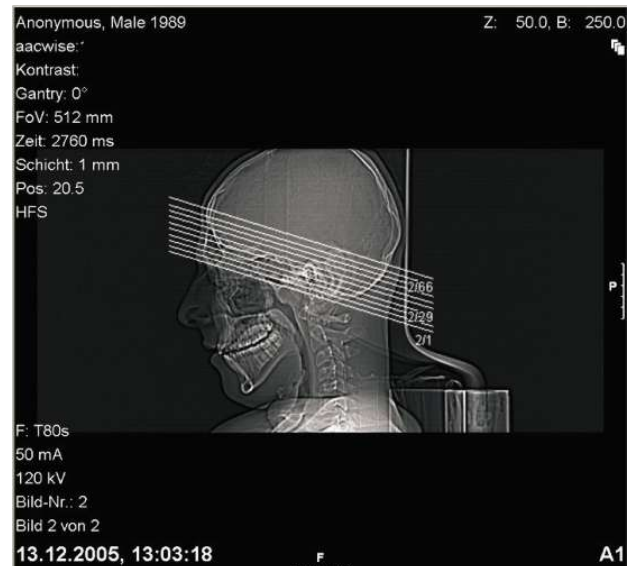 Anonymous, Male 1989
Z: 50.0, B: 250.0
aacwise:*
Kontrast:
Gantry: 0°
FoV: 512 mm
Zeit: 2760 ms
Schicht: 1 mm
Pos: 20.5
HFS
2/66
P
2/29
2/1
F: T80s
50 mA
120 kV
Bild-Nr.: 2
Bild 2 von 2
13.12.2005, 13:03:18
F
A1